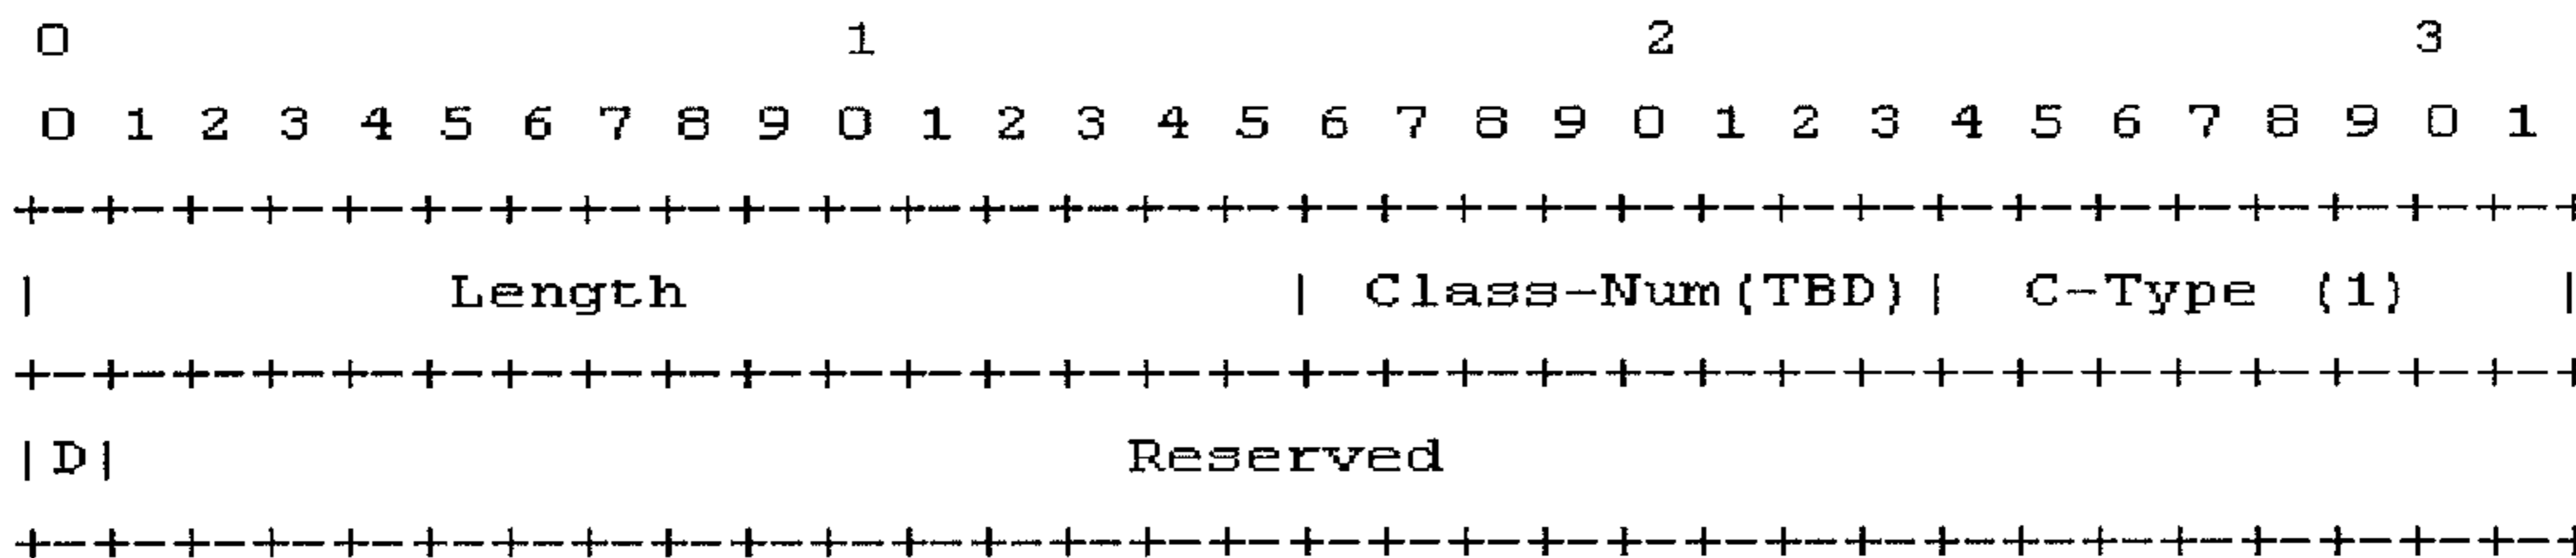 0                   1                   2                   3
0 1 2 3 4 5 6 7 8 9 0 1 2 3 4 5 6 7 8 9 0 1 2 3 4 5 6 7 8 9 0 1
+-+-+-+-+-+-+-+-+-+-+-+-+-+-+-+-+-+-+-+-+-+-+-+-+-+-+-+-+-+-+-+-+
|          Length               | Class-Num(TBD)|  C-Type (1)   |
+-+-+-+-+-+-+-+-+-+-+-+-+-+-+-+-+-+-+-+-+-+-+-+-+-+-+-+-+-+-+-+-+
|D|                         Reserved
+-+-+-+-+-+-+-+-+-+-+-+-+-+-+-+-+-+-+-+-+-+-+-+-+-+-+-+-+-+-+-+-+